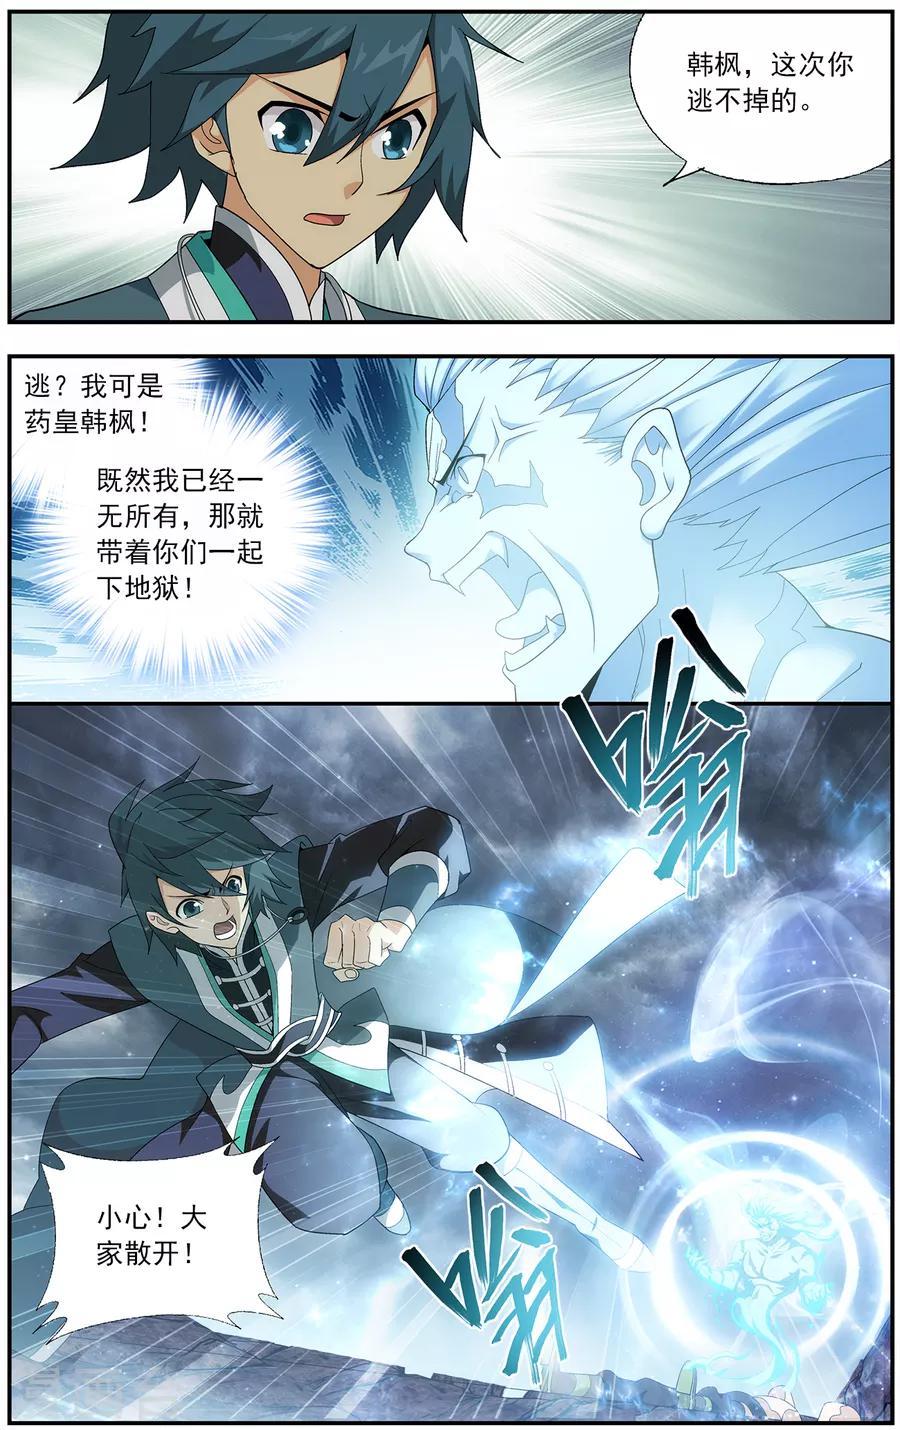 韩枫，这次你
逃不掉的。
逃？我可是
药皇韩枫！
既然我已经一
无所有，那就
带着你们一起
下地狱！
嗡
小心！大
家散开！
嗡